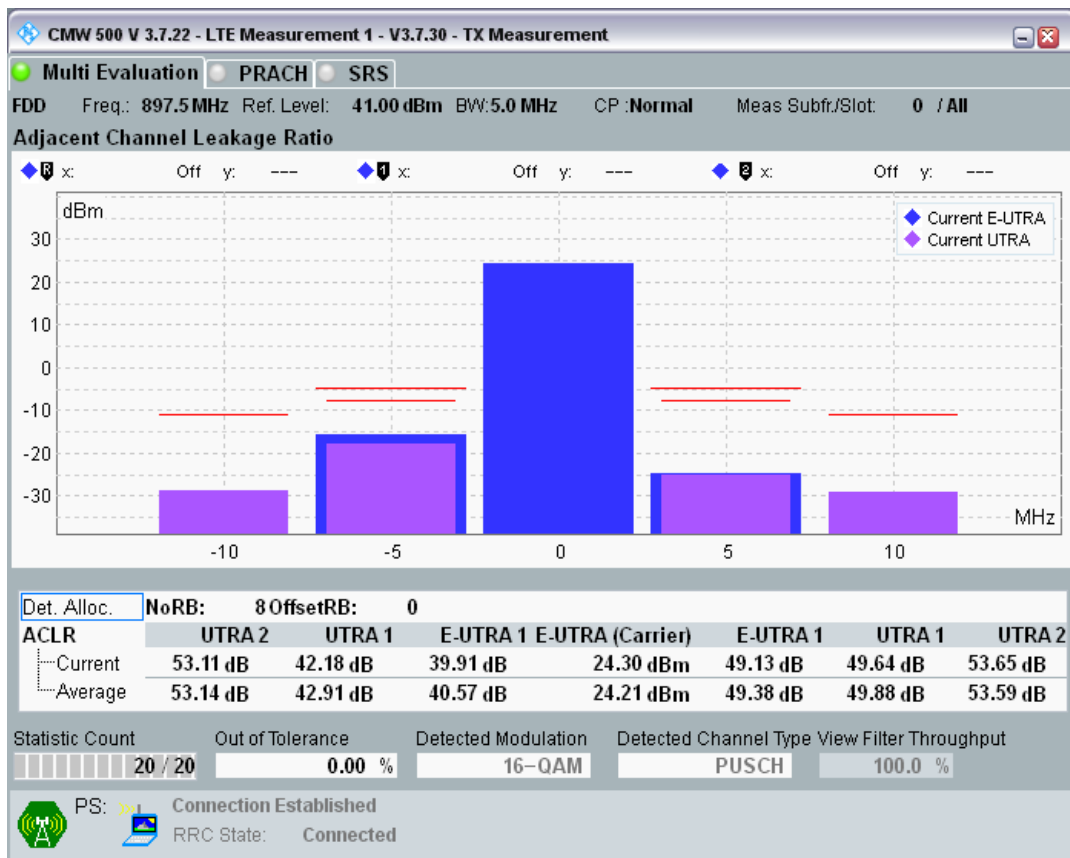 CMW 500 V 3.7.22 - LTE Measurement 1 - V3.7.30 - TX Measurement
Multi Evaluation PRACH SRS
FDD Freq.: 897.5 MHz Ref. Level: 41.00 dBm BW:5.0 MHz CP :Normal Meas Subfr./Slot: 0 / All
Adjacent Channel Leakage Ratio
R x: Off y: --- 1 x: Off y: --- 2 x: Off y: ---
dBm
Current E-UTRA
Current UTRA
30
20
10
0
-10
-20
-30
MHz
-10 -5 0 5 10
Det. Alloc. NoRB: 8 OffsetRB: 0
ACLR UTRA 2 UTRA 1 E-UTRA 1 E-UTRA (Carrier) E-UTRA 1 UTRA 1 UTRA 2
Current 53.11 dB 42.18 dB 39.91 dB 24.30 dBm 49.13 dB 49.64 dB 53.65 dB
Average 53.14 dB 42.91 dB 40.57 dB 24.21 dBm 49.38 dB 49.88 dB 53.59 dB
Statistic Count Out of Tolerance Detected Modulation Detected Channel Type View Filter Throughput
20 / 20 0.00 % 16-QAM PUSCH 100.0 %
PS: Connection Established
RRC State: Connected